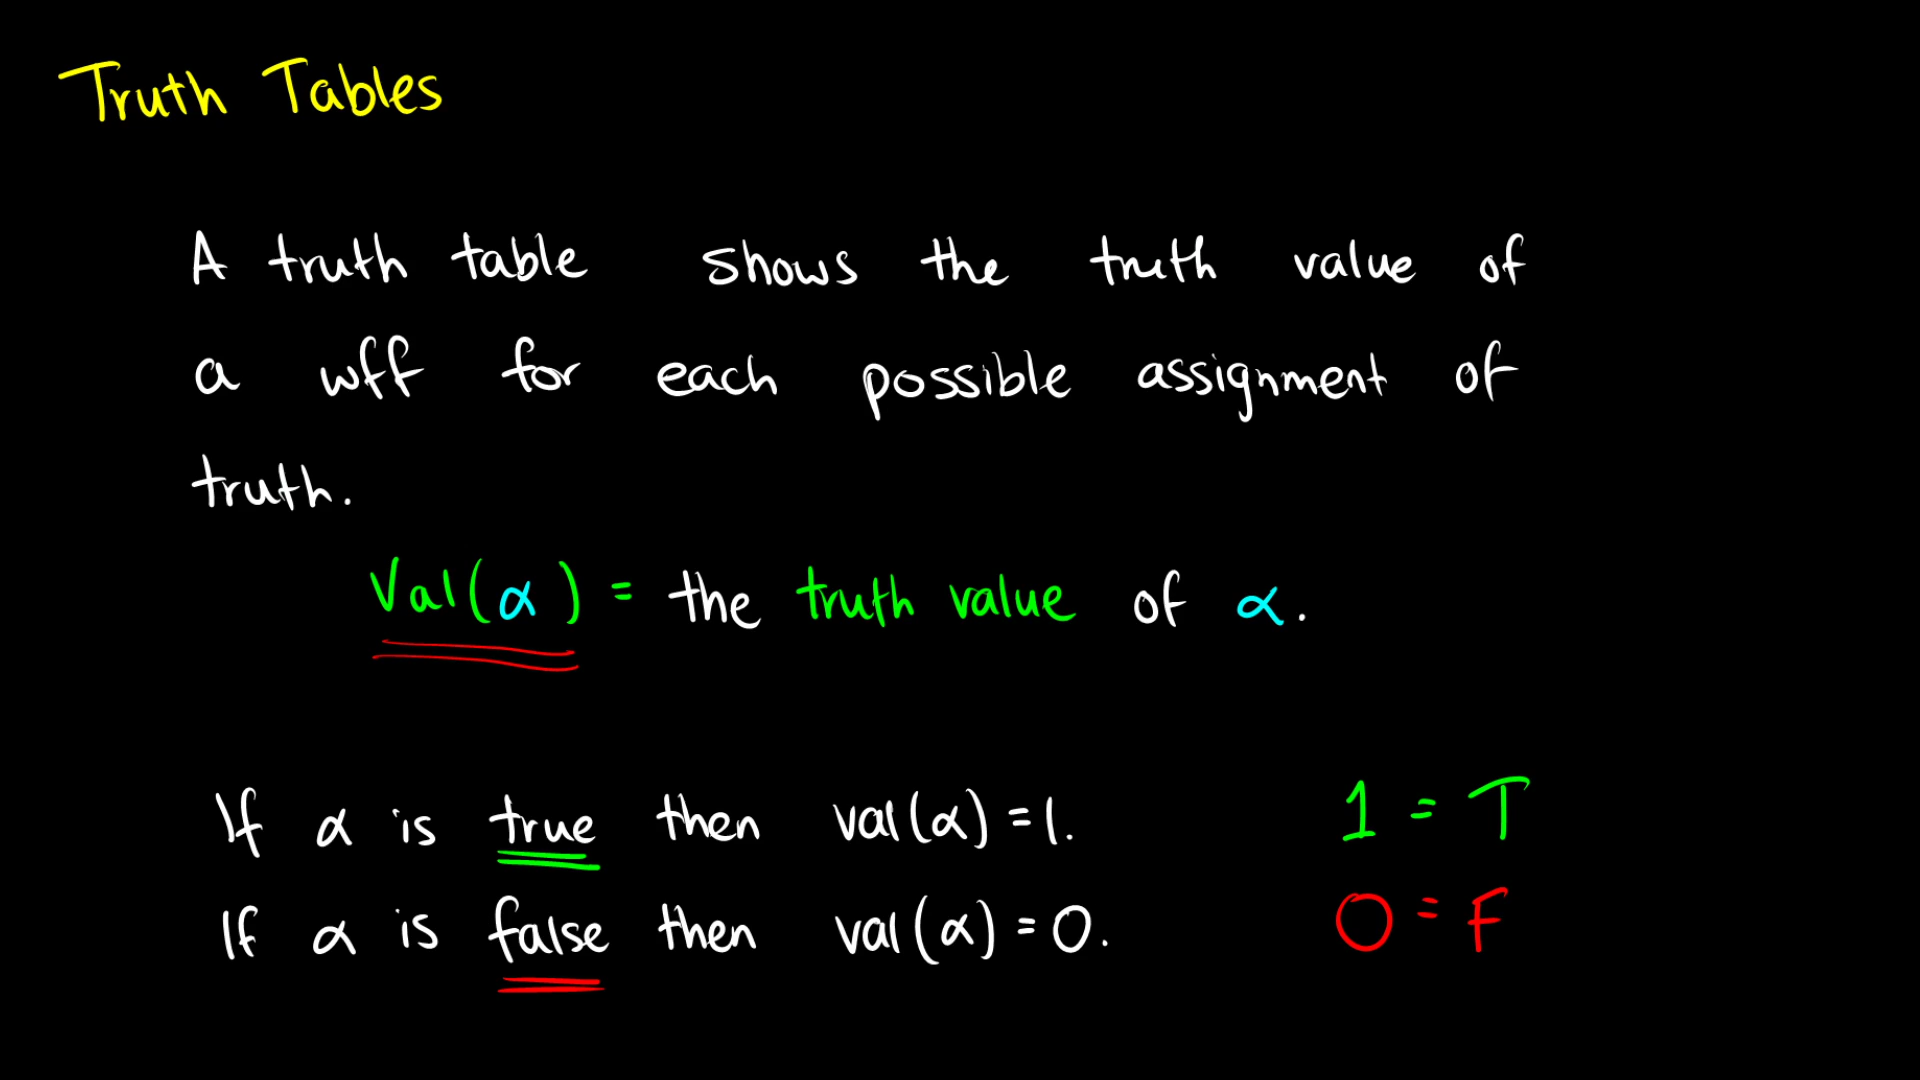 Truth Tables
A truth table shows the truth value of
a wff for each possible assignment of
truth.
Val(α) = the truth value of α.
If α is true then val(α) = 1. 1 = T
If α is false then val(α) = 0. 0 = F